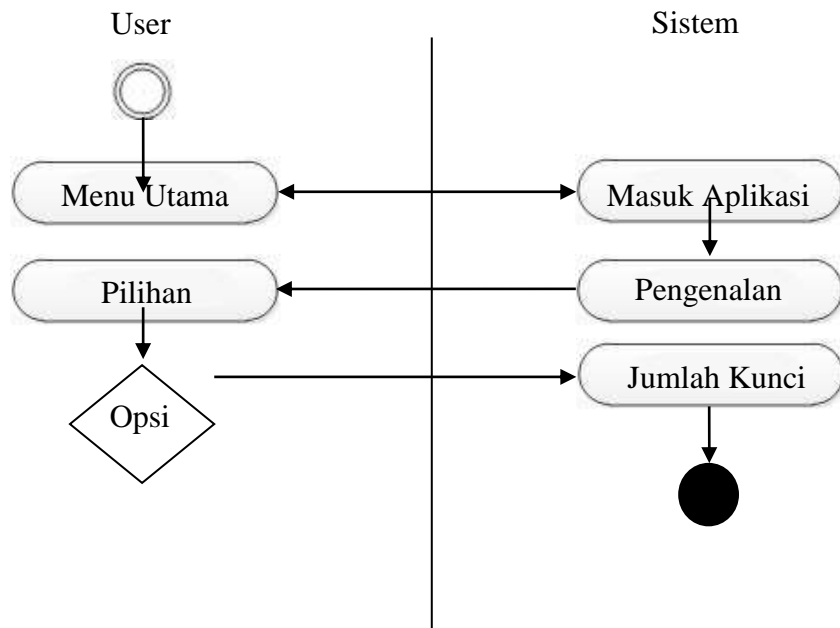 User
Sistem
Menu Utama
Masuk Aplikasi
Pilihan
Pengenalan
Opsi
Jumlah Kunci